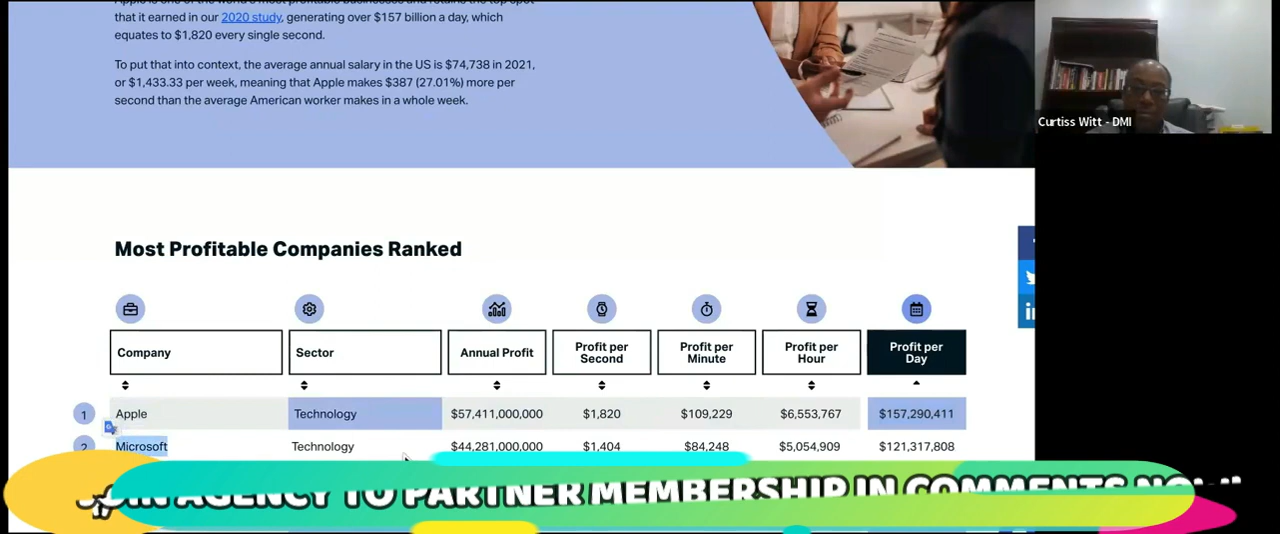 that it earned in our 2020 study, generating over $157 billion a day, which
equates to $1,820 every single second.
To put that into context, the average annual salary in the US is $74,738 in 2021,
or $1,433.33 per week, meaning that Apple makes $387 (27.01%) more per
second than the average American worker makes in a whole week.
Curtiss Witt - DMI
Most Profitable Companies Ranked
Company Sector Annual Profit Profit per Second Profit per Minute Profit per Hour Profit per Day
1 Apple Technology $57,411,000,000 $1,820 $109,229 $6,553,767 $157,290,411
2 Microsoft Technology $44,281,000,000 $1,404 $84,248 $5,054,909 $121,317,808
JOIN AGENCY TO PARTNER MEMBERSHIP IN COMMENTS